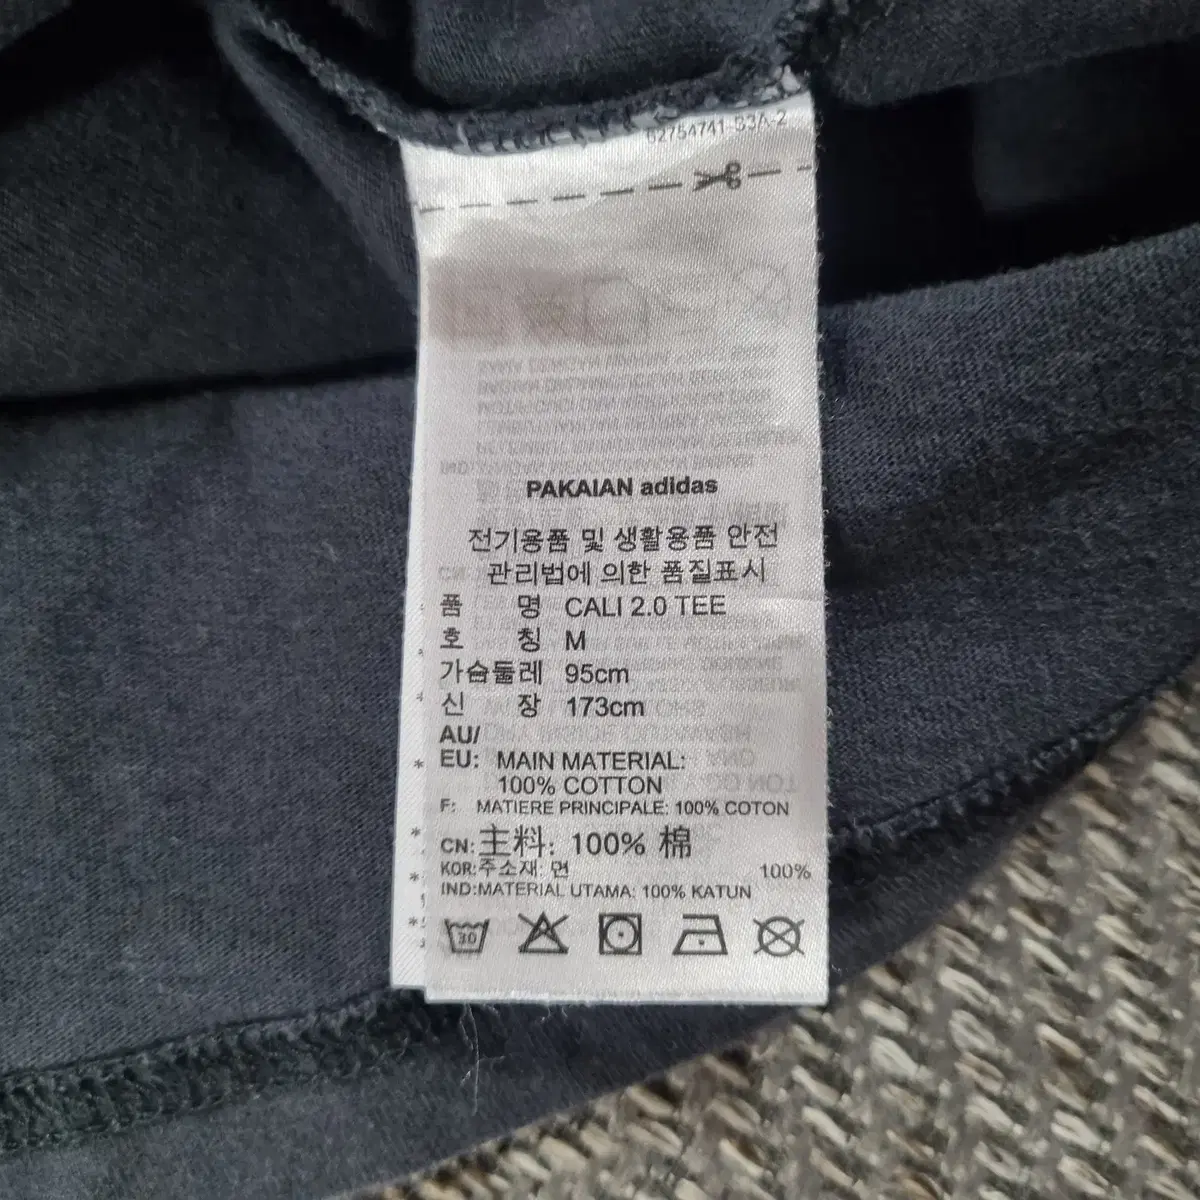 62754741-S3A-2
PAKAIAN adidas
전기용품 및 생활용품 안전
관리법에 의한 품질표시
품 명 CALI 2.0 TEE
호 칭 M
가슴둘레 95cm
신 장 173cm
AU/
EU: MAIN MATERIAL:
100% COTTON
F: MATIERE PRINCIPALE: 100% COTON
CN:主料: 100% 棉
KOR:주소재: 면 100%
IND:MATERIAL UTAMA: 100% KATUN
30